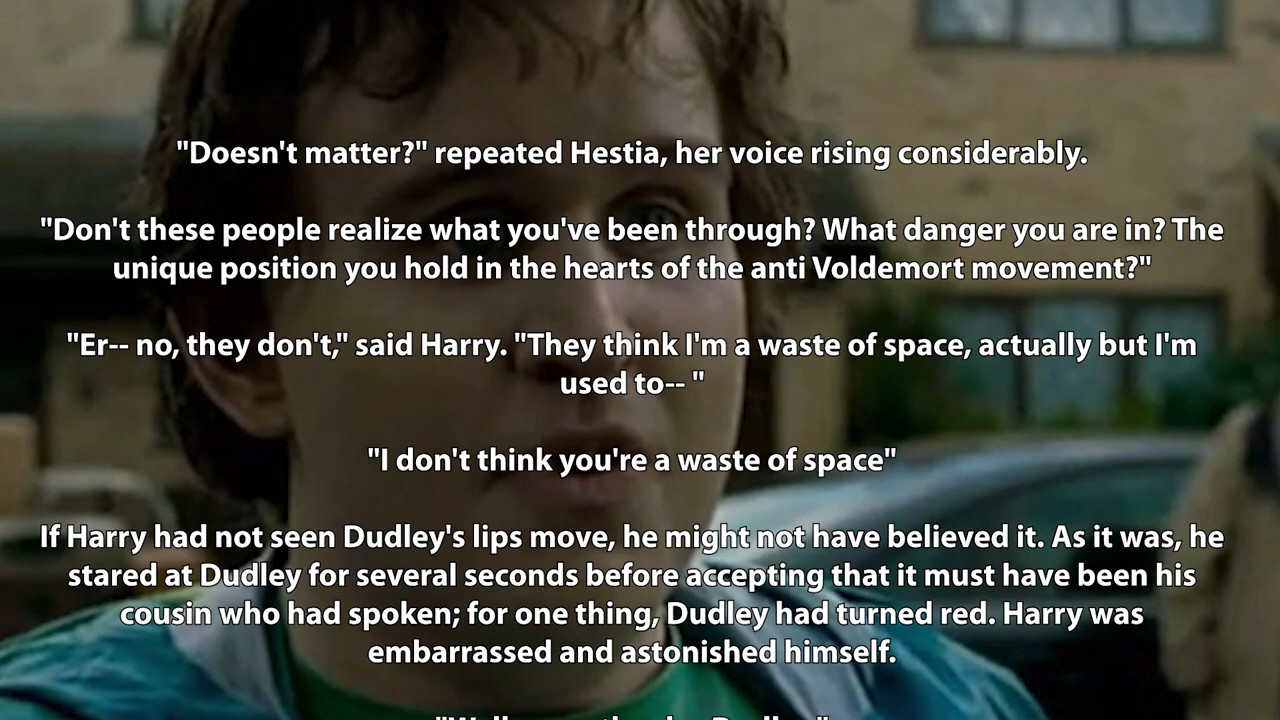 "Doesn't matter?" repeated Hestia, her voice rising considerably.
"Don't these people realize what you've been through? What danger you are in? The
unique position you hold in the hearts of the anti Voldemort movement?"
"Er-- no, they don't," said Harry. "They think I'm a waste of space, actually but I'm
used to-- "
"I don't think you're a waste of space"
If Harry had not seen Dudley's lips move, he might not have believed it. As it was, he
stared at Dudley for several seconds before accepting that it must have been his
cousin who had spoken; for one thing, Dudley had turned red. Harry was
embarrassed and astonished himself.